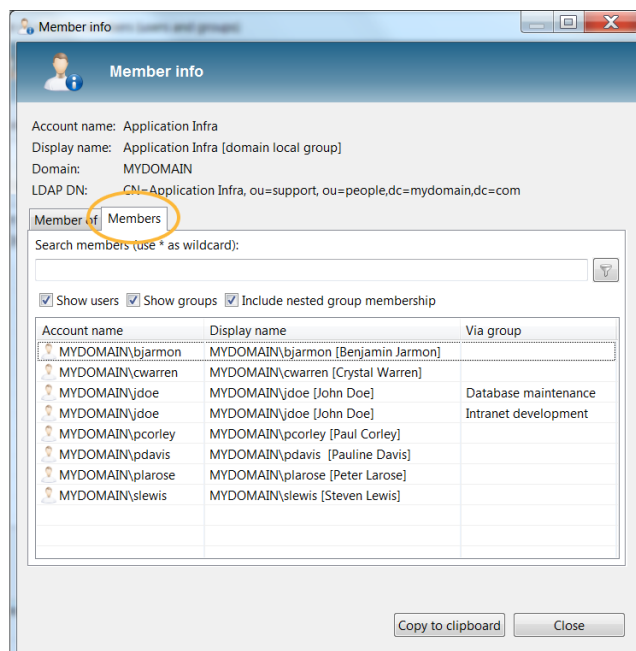 Member info
Member info
Account name: Application Infra
Display name: Application Infra [domain local group]
Domain: MYDOMAIN
LDAP DN: CN=Application Infra, ou=support, ou=people,dc=mydomain,dc=com
Member of Members
Search members (use * as wildcard):
Show users Show groups Include nested group membership
Account name Display name Via group
MYDOMAIN\bjarmon MYDOMAIN\bjarmon [Benjamin Jarmon]
MYDOMAIN\cwarren MYDOMAIN\cwarren [Crystal Warren]
MYDOMAIN\jdoe MYDOMAIN\jdoe [John Doe] Database maintenance
MYDOMAIN\jdoe MYDOMAIN\jdoe [John Doe] Intranet development
MYDOMAIN\pcorley MYDOMAIN\pcorley [Paul Corley]
MYDOMAIN\pdavis MYDOMAIN\pdavis [Pauline Davis]
MYDOMAIN\plarose MYDOMAIN\plarose [Peter Larose]
MYDOMAIN\slewis MYDOMAIN\slewis [Steven Lewis]
Copy to clipboard Close